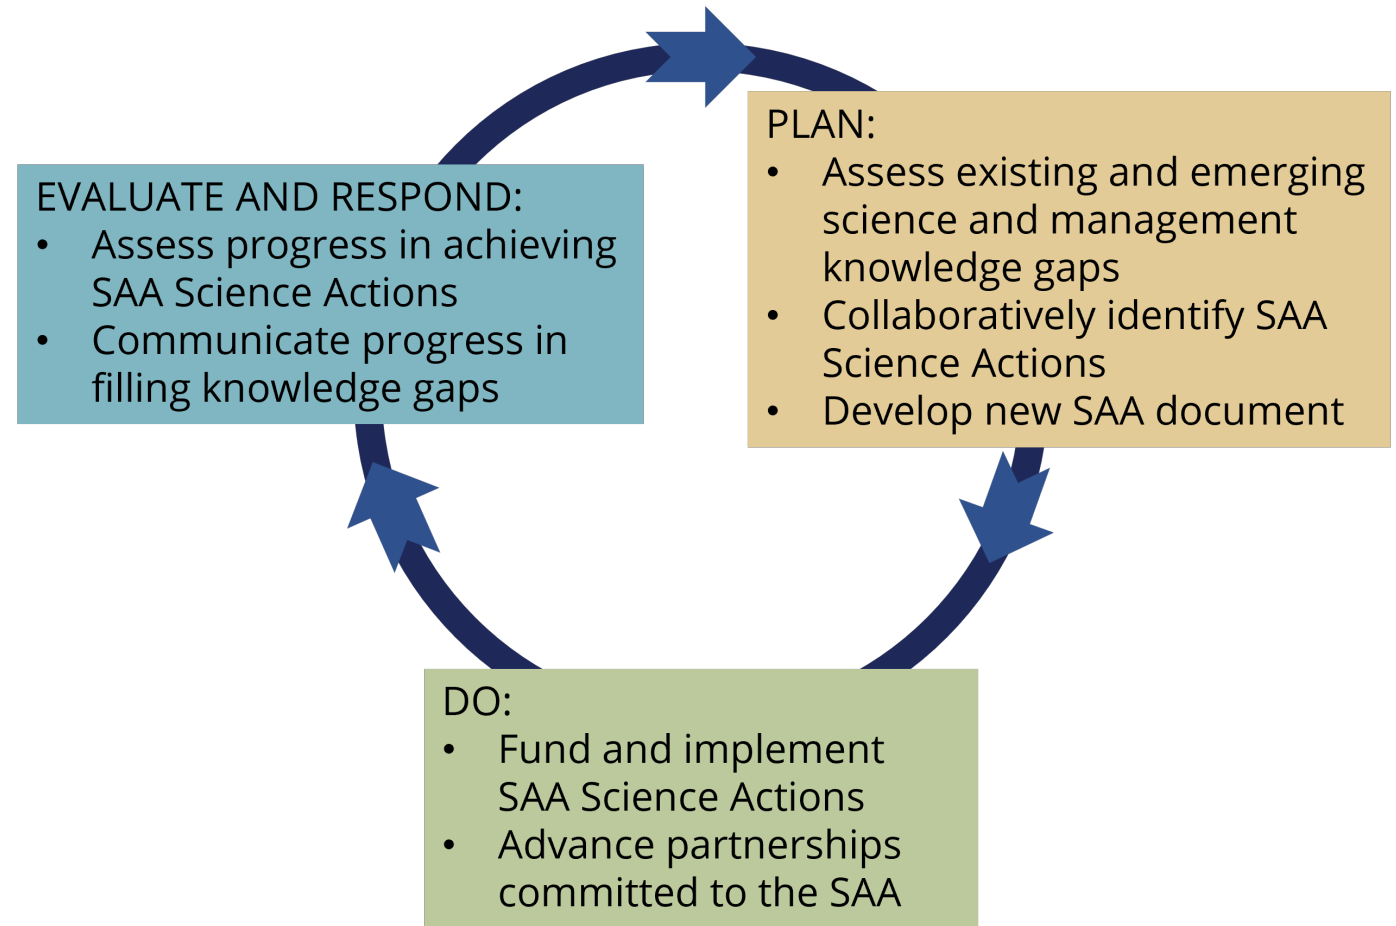 PLAN:
• Assess existing and emerging
science and management
knowledge gaps
• Collaboratively identify SAA
Science Actions
• Develop new SAA document
EVALUATE AND RESPOND:
• Assess progress in achieving
SAA Science Actions
• Communicate progress in
filling knowledge gaps
DO:
• Fund and implement
SAA Science Actions
• Advance partnerships
committed to the SAA